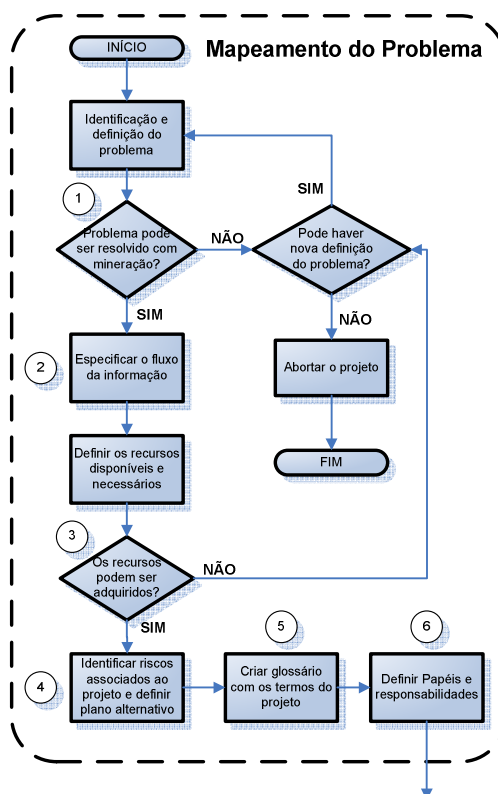 INÍCIO
Mapeamento do Problema
Identificação e
definição do
problema
SIM
1
Problema pode
ser resolvido com
mineração?
NÃO
Pode haver
nova definição
do problema?
SIM
NÃO
2
Especificar o fluxo
da informação
Abortar o projeto
Definir os recursos
disponíveis e
necessários
FIM
3
Os recursos
podem ser
adquiridos?
NÃO
SIM
4
Identificar riscos
associados ao
projeto e definir
plano alternativo
5
Criar glossário
com os termos do
projeto
6
Definir Papéis e
responsabilidades